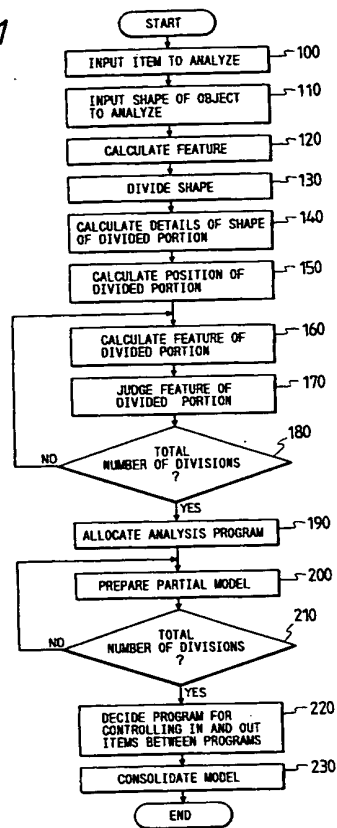 1
START
INPUT ITEM TO ANALYZE
100
INPUT SHAPE OF OBJECT
TO ANALYZE
110
CALCULATE FEATURE
120
DIVIDE SHAPE
130
CALCULATE DETAILS OF SHAPE
OF DIVIDED PORTION
140
CALCULATE POSITION OF
DIVIDED PORTION
150
CALCULATE FEATURE OF
DIVIDED PORTION
160
JUDGE FEATURE OF
DIVIDED PORTION
170
TOTAL
NUMBER OF DIVISIONS
?
180
NO
YES
ALLOCATE ANALYSIS PROGRAM
190
PREPARE PARTIAL MODEL
200
TOTAL
NUMBER OF DIVISIONS
?
210
NO
YES
DECIDE PROGRAM FOR
CONTROLLING IN AND OUT
ITEMS BETWEEN PROGRAMS
220
CONSOLIDATE MODEL
230
END